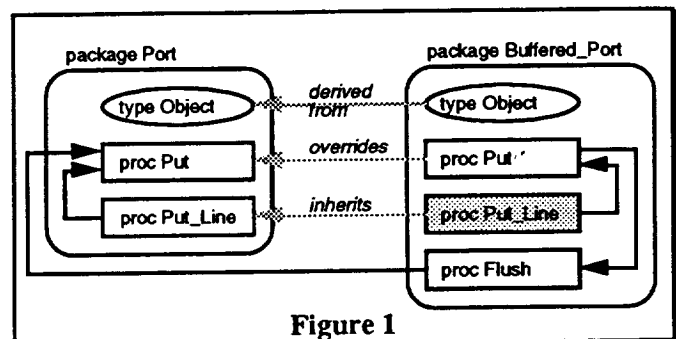 package Port
package Buffered_Port
type Object
derived
from
type Object
proc Put
overrides
proc Put
proc Put_Line
inherits
proc Put_Line
proc Flush
Figure 1